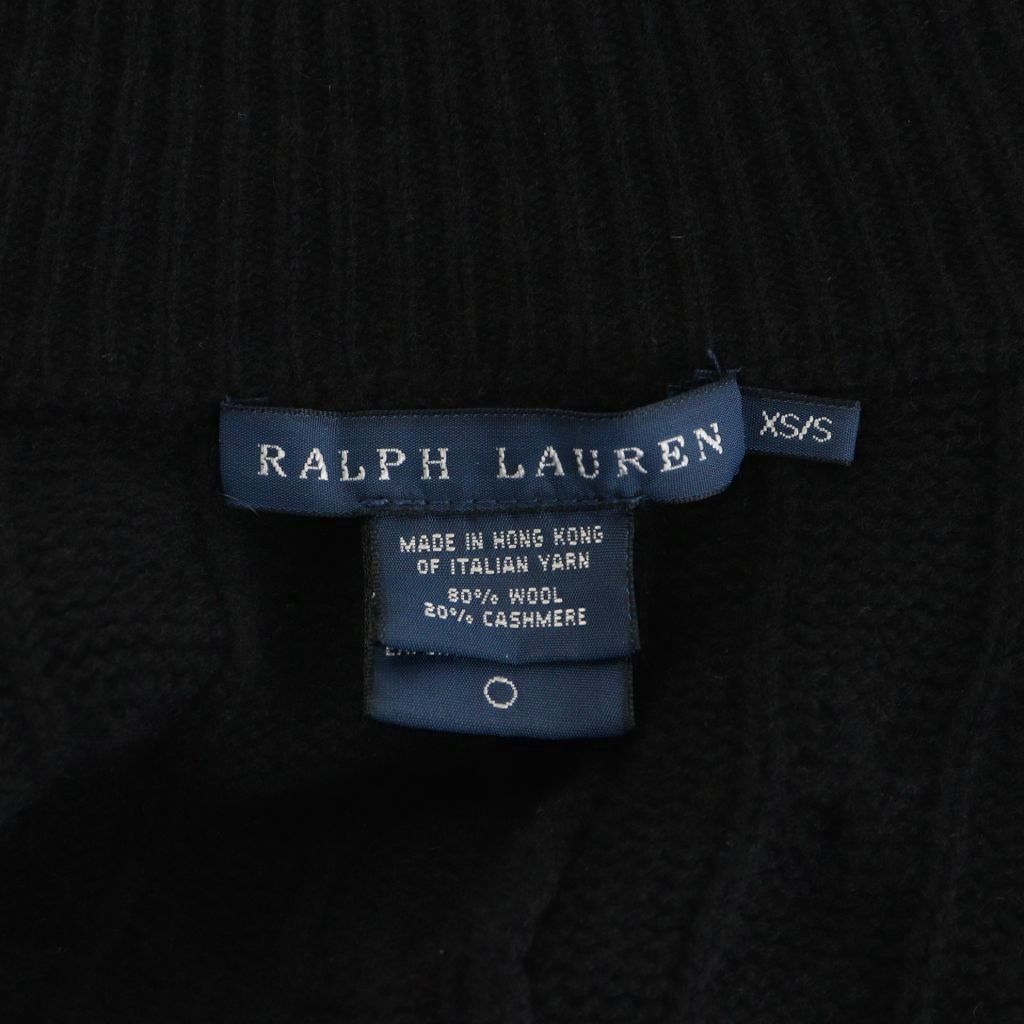 RALPH LAUREN
XS/S
MADE IN HONG KONG
OF ITALIAN YARN
80% WOOL
20% CASHMERE